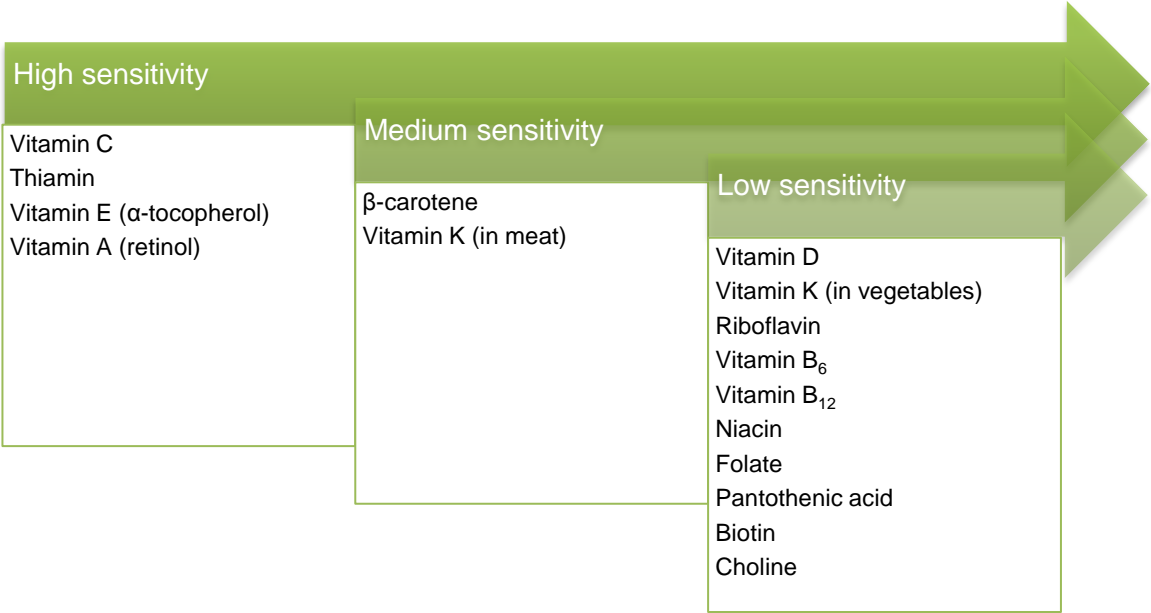 High sensitivity
Vitamin C
Thiamin
Vitamin E (α-tocopherol)
Vitamin A (retinol)
Medium sensitivity
β-carotene
Vitamin K (in meat)
Low sensitivity
Vitamin D
Vitamin K (in vegetables)
Riboflavin
Vitamin B₆
Vitamin B₁₂
Niacin
Folate
Pantothenic acid
Biotin
Choline